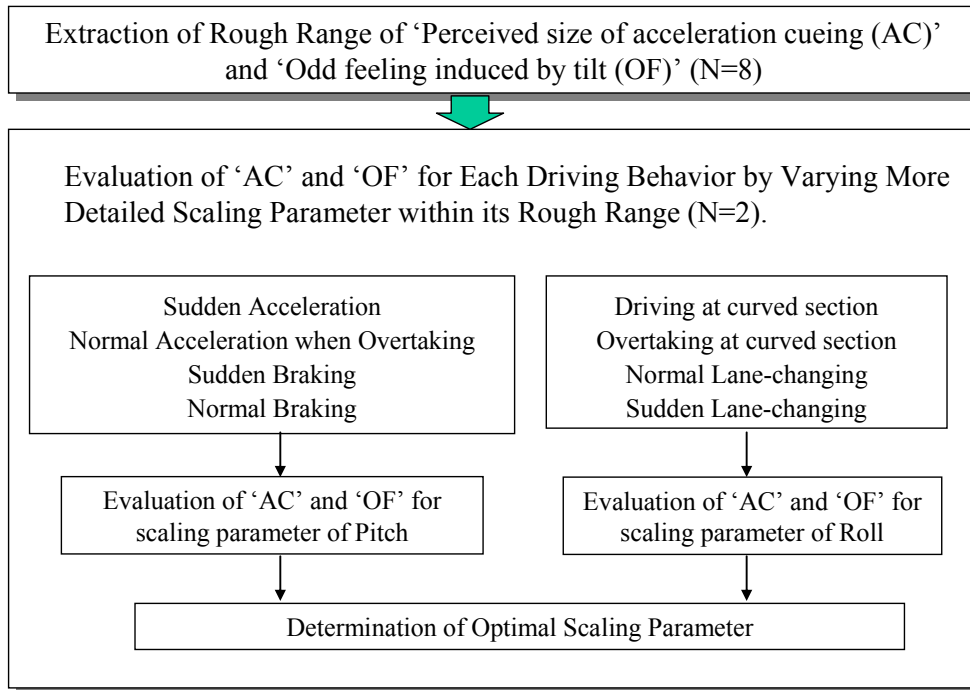 Extraction of Rough Range of ‘Perceived size of acceleration cueing (AC)’
and ‘Odd feeling induced by tilt (OF)’ (N=8)
Evaluation of ‘AC’ and ‘OF’ for Each Driving Behavior by Varying More
Detailed Scaling Parameter within its Rough Range (N=2).
Sudden Acceleration
Normal Acceleration when Overtaking
Sudden Braking
Normal Braking
Driving at curved section
Overtaking at curved section
Normal Lane-changing
Sudden Lane-changing
Evaluation of ‘AC’ and ‘OF’ for
scaling parameter of Pitch
Evaluation of ‘AC’ and ‘OF’ for
scaling parameter of Roll
Determination of Optimal Scaling Parameter